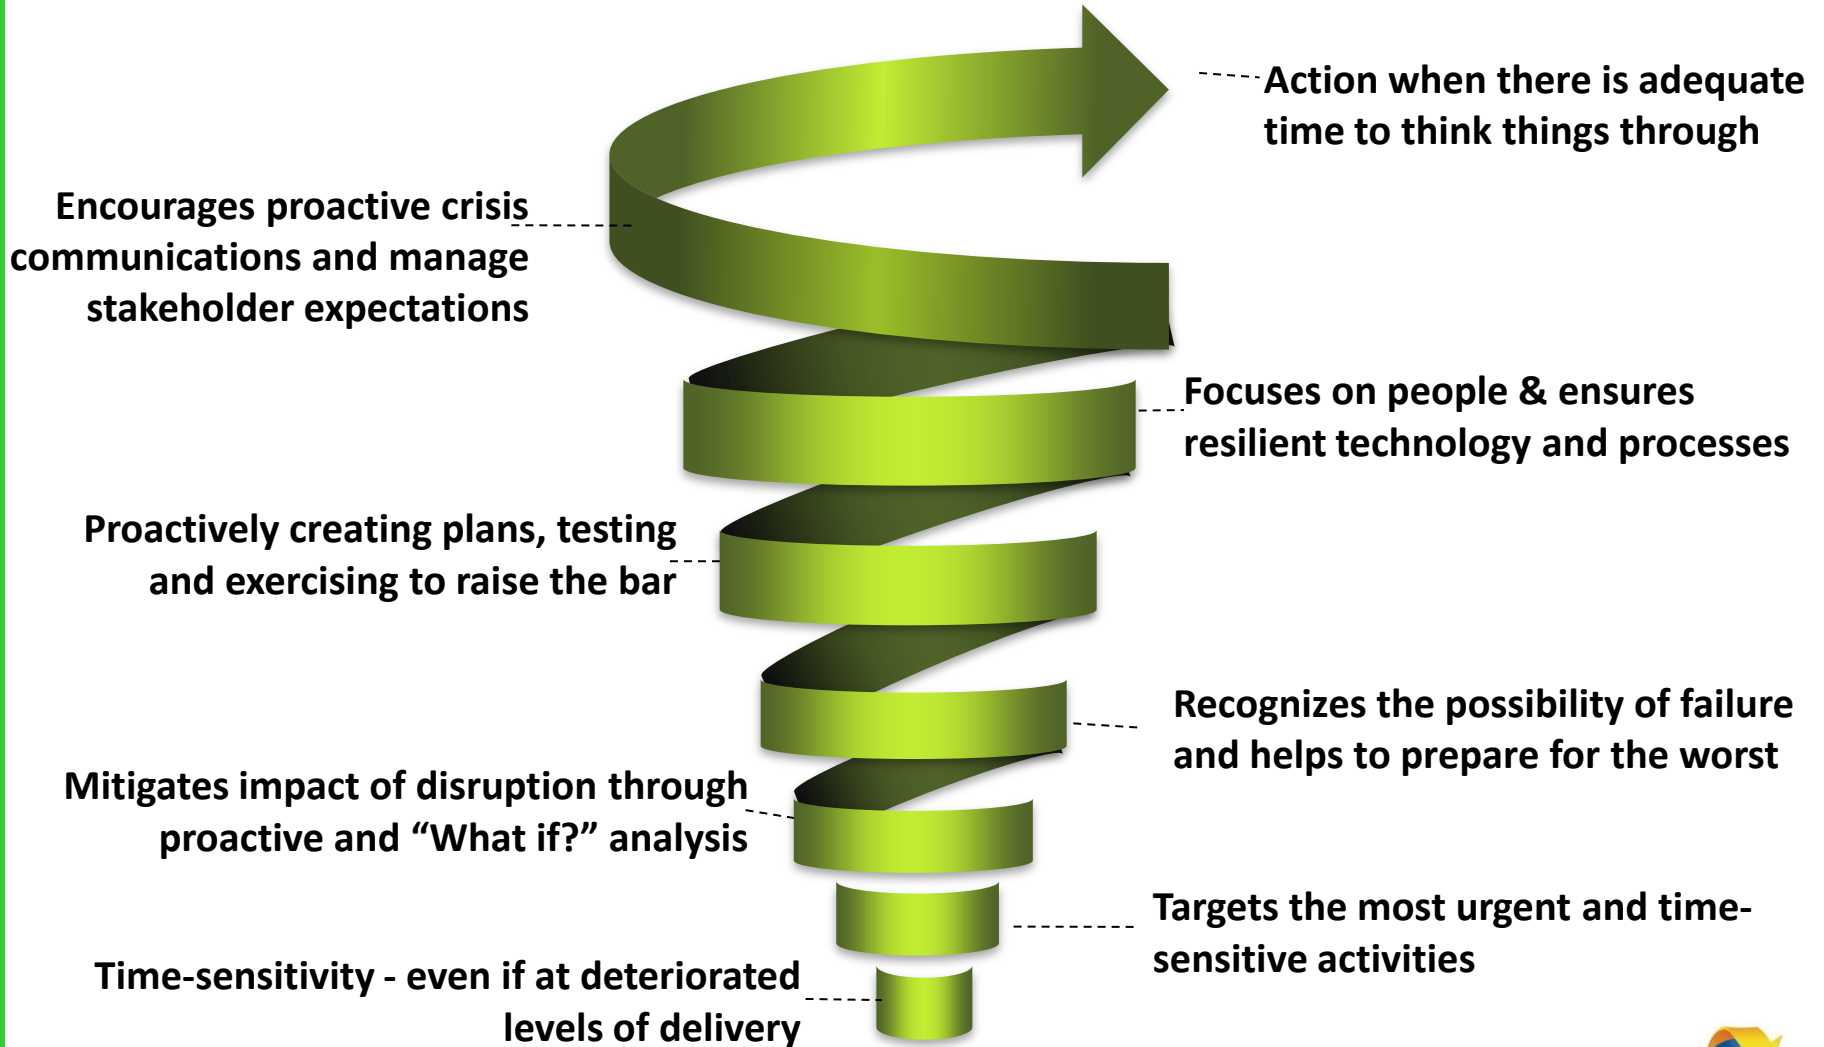 Action when there is adequate
time to think things through
Encourages proactive crisis
communications and manage
stakeholder expectations
Focuses on people & ensures
resilient technology and processes
Proactively creating plans, testing
and exercising to raise the bar
Recognizes the possibility of failure
and helps to prepare for the worst
Mitigates impact of disruption through
proactive and “What if?” analysis
Targets the most urgent and time-
sensitive activities
Time-sensitivity - even if at deteriorated
levels of delivery